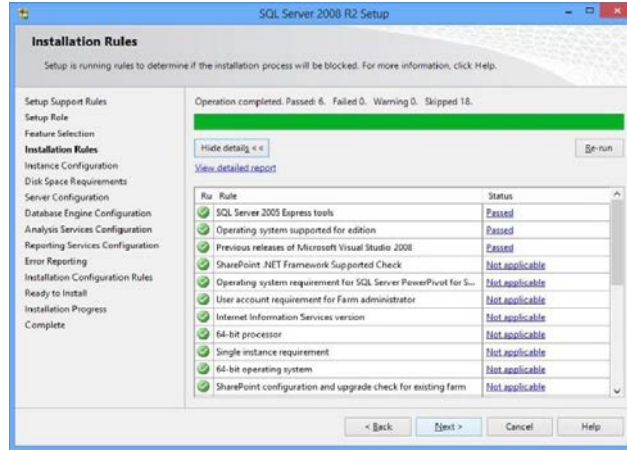 SQL Server 2008 R2 Setup
Installation Rules
Setup is running rules to determine if the installation process will be blocked. For more information, click Help.
Setup Support Rules
Setup Role
Feature Selection
Installation Rules
Instance Configuration
Disk Space Requirements
Server Configuration
Database Engine Configuration
Analysis Services Configuration
Reporting Services Configuration
Error Reporting
Installation Configuration Rules
Ready to Install
Installation Progress
Complete
Operation completed. Passed: 6. Failed 0. Warning 0. Skipped 18.
Hide details <<
Re-run
View detailed report
Ru Rule Status
SQL Server 2005 Express tools Passed
Operating system supported for edition Passed
Previous releases of Microsoft Visual Studio 2008 Passed
SharePoint .NET Framework Supported Check Not applicable
Operating system requirement for SQL Server PowerPivot for S... Not applicable
User account requirement for Farm administrator Not applicable
Internet Information Services version Not applicable
64-bit processor Not applicable
Single instance requirement Not applicable
64-bit operating system Not applicable
SharePoint configuration and upgrade check for existing farm Not applicable
< Back Next > Cancel Help